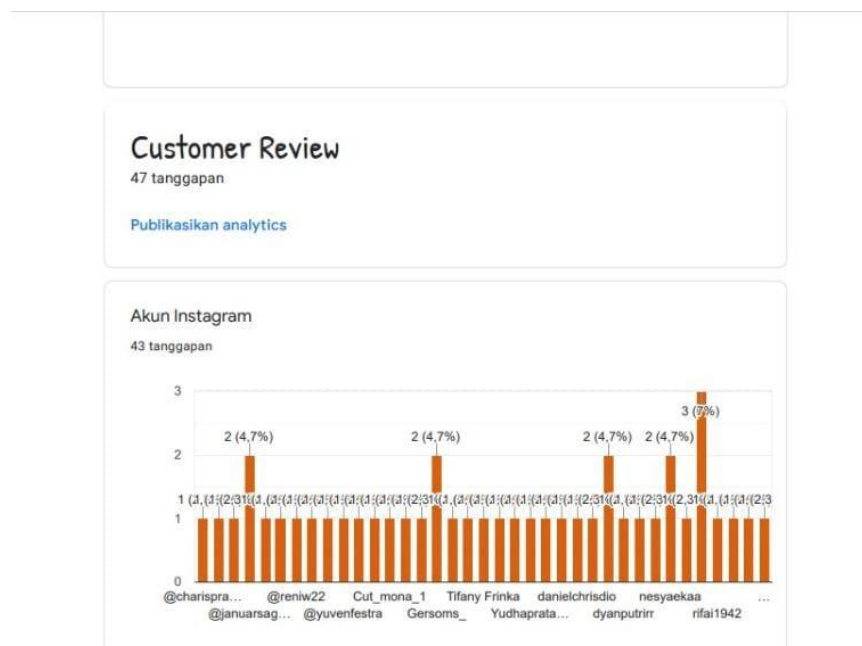 Customer Review
47 tanggapan
Publikasikan analytics
Akun Instagram
43 tanggapan
3
3 (7%)
2 (4,7%) 2 (4,7%) 2 (4,7%) 2 (4,7%)
2
1
0
@charispra... @reniw22 Cut_mona_1 Tifany Frinka danielchrisdio nesyaekaa ...
@januarsag... @yuvenfestra Gersoms_ Yudhaprata... dyanputrirr rifai1942